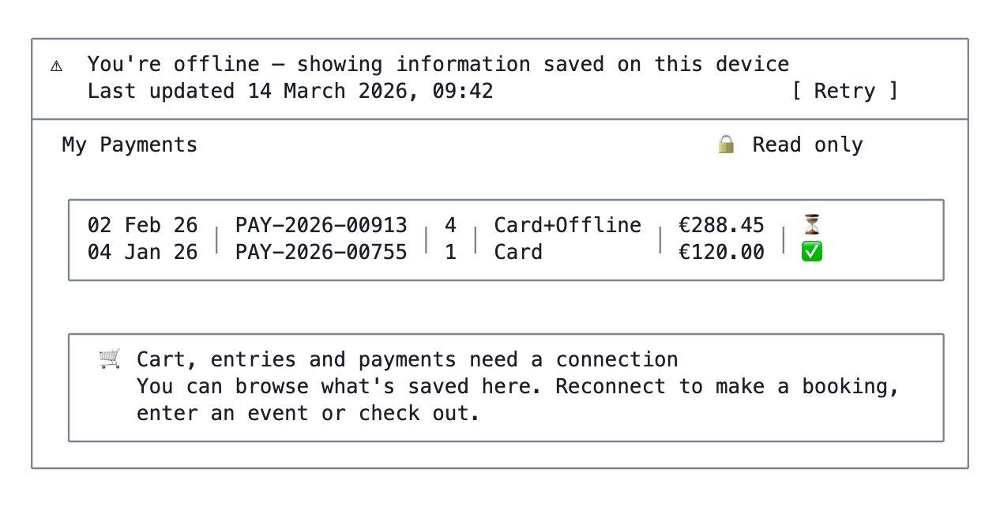 ⚠ You're offline — showing information saved on this device
Last updated 14 March 2026, 09:42 [ Retry ]
My Payments 🔒 Read only
02 Feb 26 | PAY-2026-00913 | 4 | Card+Offline | €288.45 | ⏳
04 Jan 26 | PAY-2026-00755 | 1 | Card | €120.00 | ✅
🛒 Cart, entries and payments need a connection
You can browse what's saved here. Reconnect to make a booking,
enter an event or check out.